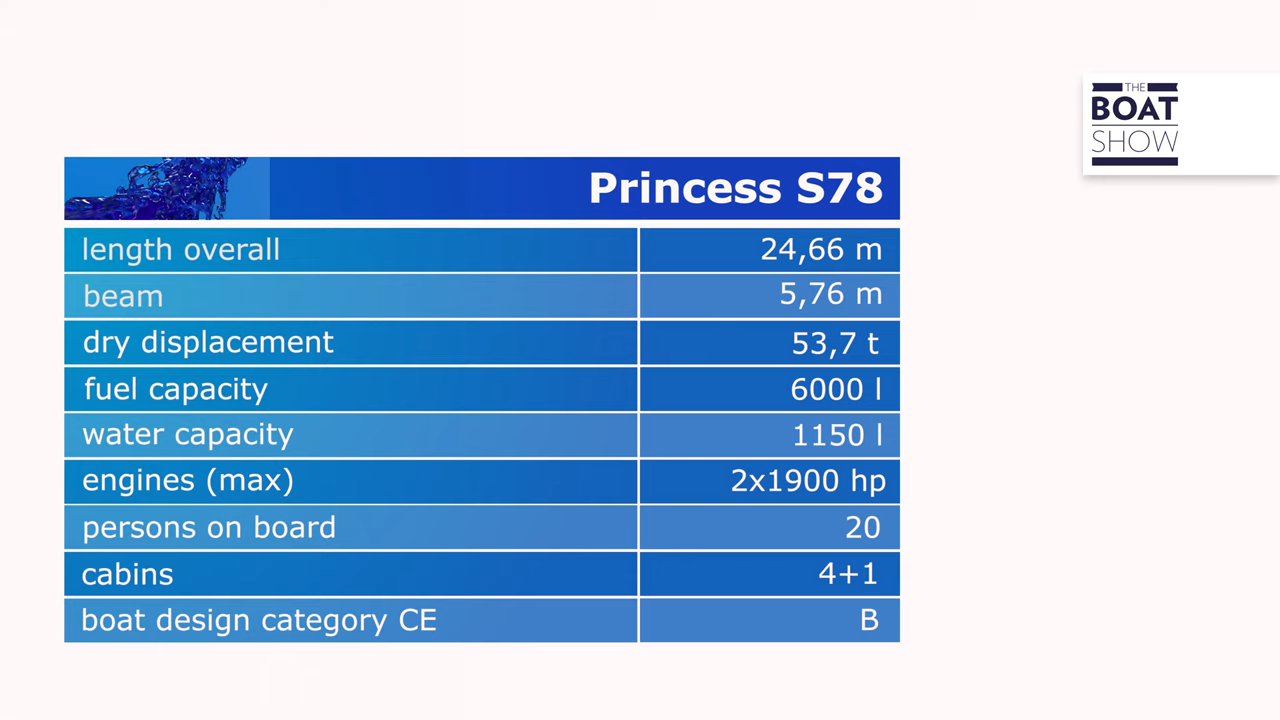 THE
BOAT
SHOW
Princess S78
length overall 24,66 m
beam 5,76 m
dry displacement 53,7 t
fuel capacity 6000 l
water capacity 1150 l
engines (max) 2x1900 hp
persons on board 20
cabins 4+1
boat design category CE B